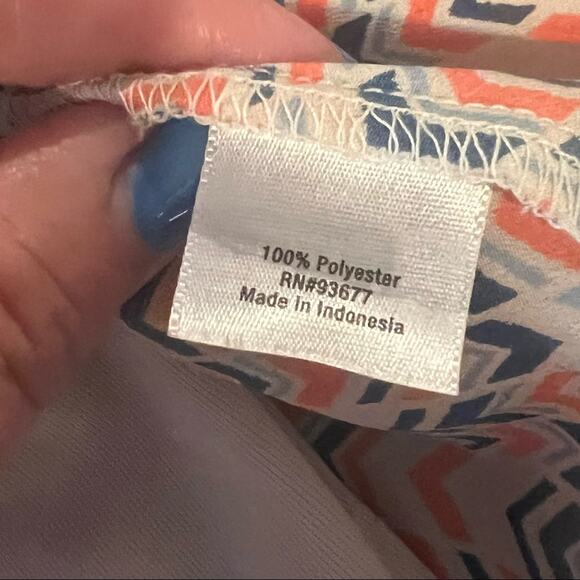 100% Polyester
RN#93677
Made in Indonesia